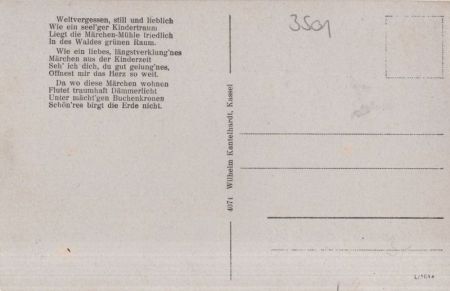 Weltvergessen, still und lieblich
Wie ein seel'ger Kindertraum
Liegt die Märchen-Mühle friedlich
In des Waldes grünen Raum.
Wie ein liebes, längstverklung'nes
Märchen aus der Kinderzeit
Seh' ich dich, du gut gelung'nes,
Öffnest mir das Herz so weit.
Da wo diese Märchen wohnen
Flutet traumhaft Dämmerlicht
Unter mächt'gen Buchenkronen
Schön'res birgt die Erde nicht.
3501
4074 Wilhelm Kantelhardt, Kassel